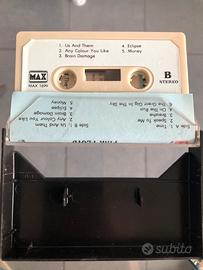 1. Us And Them
4. Eclipse
2. Any Colour You Like
5. Money
3. Brain Damage
MAX
MAX 1699
B
STEREO
PINK FLOYD
Side : A
1. Time
2. Speak To Me
3. Breathe
4. On The Run
5. The Great Gig In The Sky
Side : B
1. Us And Them
2. Any Colour You Like
3. Brain Damage
4. Eclipse
5. Money
subito